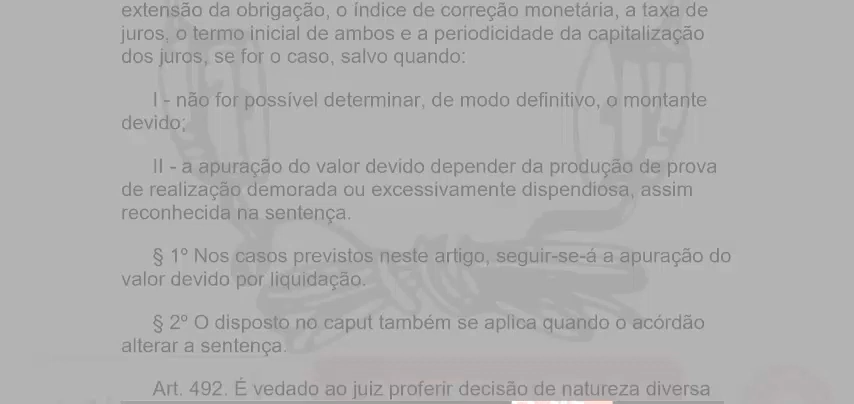 extensão da obrigação, o índice de correção monetária, a taxa de
juros, o termo inicial de ambos e a periodicidade da capitalização
dos juros, se for o caso, salvo quando:
I - não for possível determinar, de modo definitivo, o montante
devido;
II - a apuração do valor devido depender da produção de prova
de realização demorada ou excessivamente dispendiosa, assim
reconhecida na sentença.
§ 1º Nos casos previstos neste artigo, seguir-se-á a apuração do
valor devido por liquidação.
§ 2º O disposto no caput também se aplica quando o acórdão
alterar a sentença.
Art. 492. É vedado ao juiz proferir decisão de natureza diversa